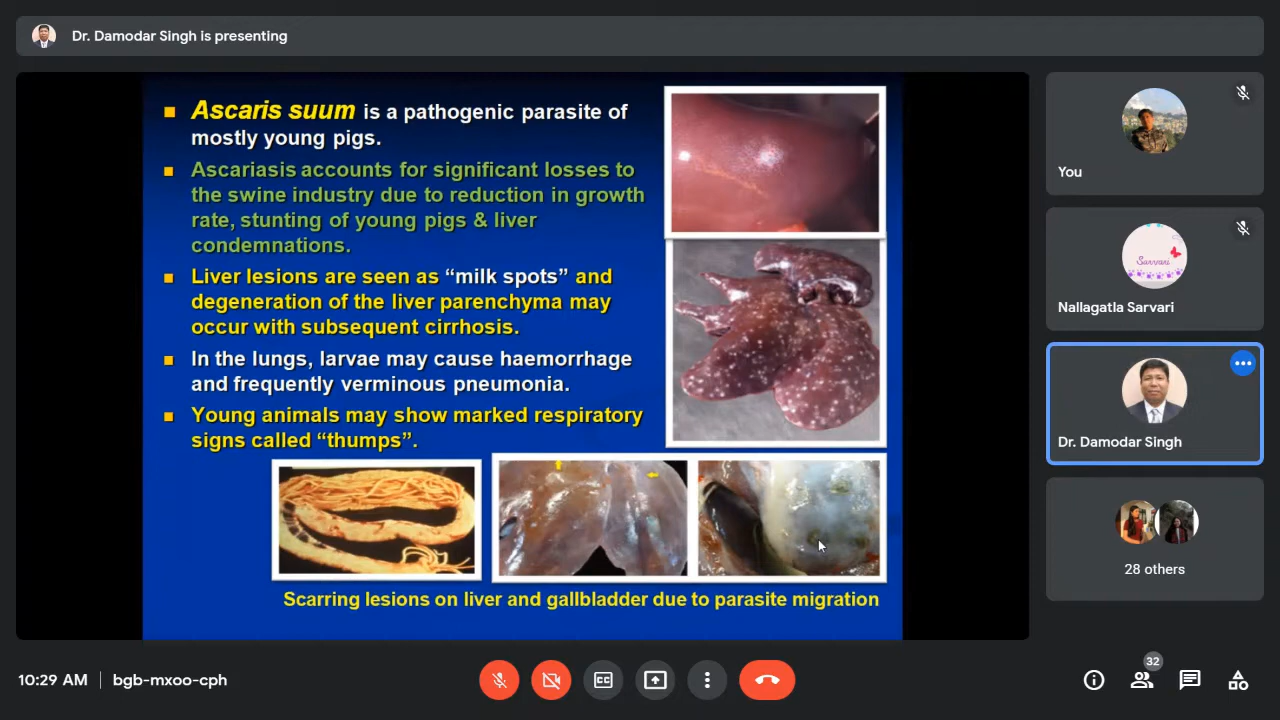 Dr. Damodar Singh is presenting
Ascaris suum is a pathogenic parasite of
mostly young pigs.
Ascariasis accounts for significant losses to
the swine industry due to reduction in growth
rate, stunting of young pigs & liver
condemnations.
Liver lesions are seen as “milk spots” and
degeneration of the liver parenchyma may
occur with subsequent cirrhosis.
In the lungs, larvae may cause haemorrhage
and frequently verminous pneumonia.
Young animals may show marked respiratory
signs called “thumps”.
Scarring lesions on liver and gallbladder due to parasite migration
You
Sarvari
Nallagatla Sarvari
Dr. Damodar Singh
28 others
10:29 AM | bgb-mxoo-cph
CC
32